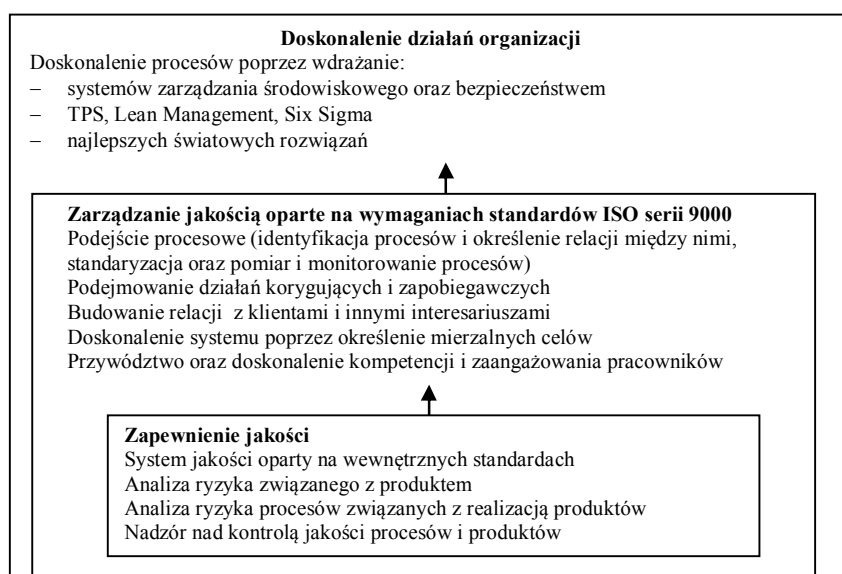 Doskonalenie działań organizacji
Doskonalenie procesów poprzez wdrażanie:
– systemów zarządzania środowiskowego oraz bezpieczeństwem
– TPS, Lean Management, Six Sigma
– najlepszych światowych rozwiązań
Zarządzanie jakością oparte na wymaganiach standardów ISO serii 9000
Podejście procesowe (identyfikacja procesów i określenie relacji między nimi,
standaryzacja oraz pomiar i monitorowanie procesów)
Podejmowanie działań korygujących i zapobiegawczych
Budowanie relacji z klientami i innymi interesariuszami
Doskonalenie systemu poprzez określenie mierzalnych celów
Przywództwo oraz doskonalenie kompetencji i zaangażowania pracowników
Zapewnienie jakości
System jakości oparty na wewnętrznych standardach
Analiza ryzyka związanego z produktem
Analiza ryzyka procesów związanych z realizacją produktów
Nadzór nad kontrolą jakości procesów i produktów